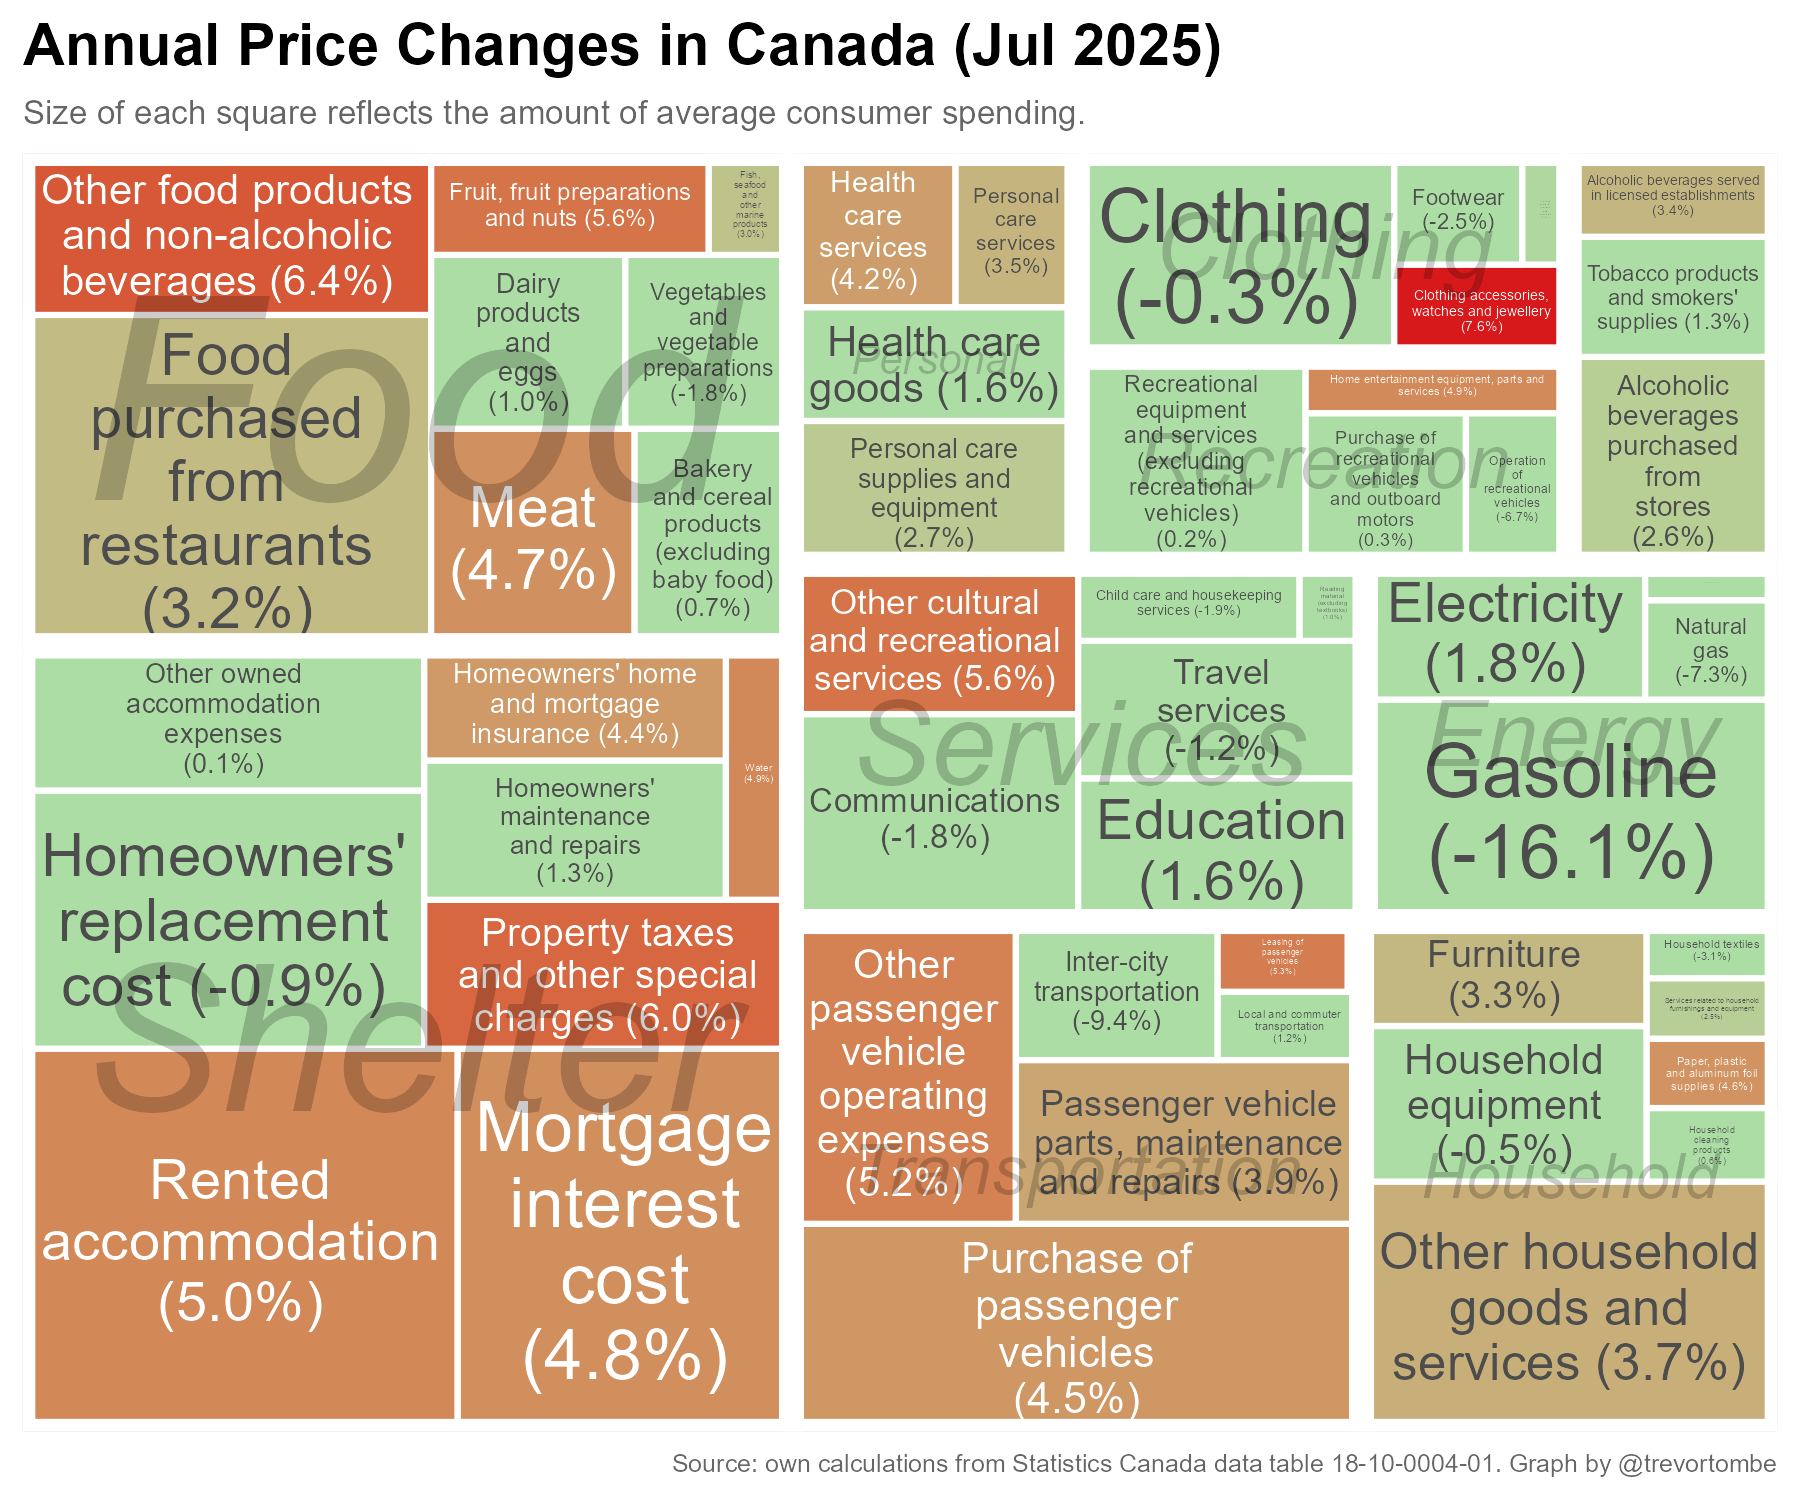 Annual Price Changes in Canada (Jul 2025)
Size of each square reflects the amount of average consumer spending.
Other food products
and non-alcoholic
beverages (6.4%)
Fruit, fruit preparations
and nuts (5.6%)
Fish,
seafood
and
other
marine
products
(3.0%)
Food
purchased
from
restaurants
(3.2%)
Dairy
products
and
eggs
(1.0%)
Vegetables
and
vegetable
preparations
(-1.8%)
Meat
(4.7%)
Bakery
and cereal
products
(excluding
baby food)
(0.7%)
Food
Health
care
services
(4.2%)
Personal
care
services
(3.5%)
Health care
goods (1.6%)
Personal care
supplies and
equipment
(2.7%)
Personal
Clothing
(-0.3%)
Footwear
(-2.5%)
Clothing accessories,
watches and jewellery
(7.6%)
Clothing
Recreational
equipment
and services
(excluding
recreational
vehicles)
(0.2%)
Home entertainment equipment, parts and
services (4.9%)
Purchase of
recreational
vehicles
and outboard
motors
(0.3%)
Operation
of
recreational
vehicles
(-6.7%)
Recreation
Alcoholic beverages served
in licensed establishments
(3.4%)
Tobacco products
and smokers'
supplies (1.3%)
Alcoholic
beverages
purchased
from
stores
(2.6%)
Other owned
accommodation
expenses
(0.1%)
Homeowners' home
and mortgage
insurance (4.4%)
Water
(4.9%)
Homeowners'
maintenance
and repairs
(1.3%)
Homeowners'
replacement
cost (-0.9%)
Property taxes
and other special
charges (6.0%)
Rented
accommodation
(5.0%)
Mortgage
interest
cost
(4.8%)
Shelter
Other cultural
and recreational
services (5.6%)
Child care and housekeeping
services (-1.9%)
Reading
material
(excluding
textbooks)
Travel
services
(-1.2%)
Communications
(-1.8%)
Education
(1.6%)
Services
Electricity
(1.8%)
Natural
gas
(-7.3%)
Gasoline
(-16.1%)
Energy
Other
passenger
vehicle
operating
expenses
(5.2%)
Inter-city
transportation
(-9.4%)
Leasing of
passenger
vehicles
(5.3%)
Local and commuter
transportation
(1.2%)
Passenger vehicle
parts, maintenance
and repairs (3.9%)
Purchase of
passenger
vehicles
(4.5%)
Transportation
Furniture
(3.3%)
Household textiles
(-3.1%)
Services related to household
furnishings and equipment
(2.5%)
Household
equipment
(-0.5%)
Paper, plastic
and aluminum foil
supplies (4.6%)
Household
cleaning
products
(0.6%)
Other household
goods and
services (3.7%)
Household
Source: own calculations from Statistics Canada data table 18-10-0004-01. Graph by @trevortombe